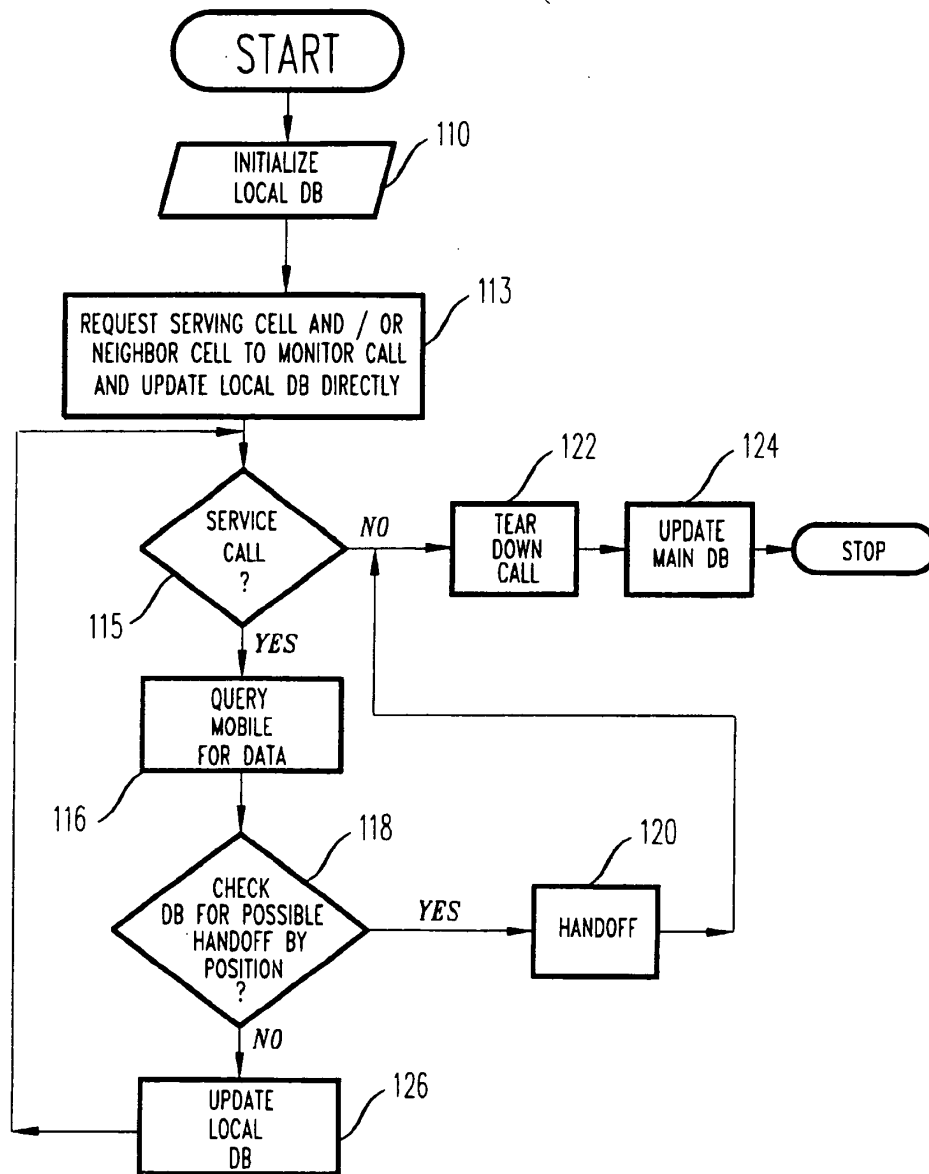 START
110
INITIALIZE
LOCAL DB
113
REQUEST SERVING CELL AND / OR
NEIGHBOR CELL TO MONITOR CALL
AND UPDATE LOCAL DB DIRECTLY
122
124
SERVICE
CALL
?
NO
TEAR
DOWN
CALL
UPDATE
MAIN DB
STOP
115
YES
QUERY
MOBILE
FOR DATA
116
118
120
CHECK
DB FOR POSSIBLE
HANDOFF BY
POSITION
?
YES
HANDOFF
NO
UPDATE
LOCAL
DB
126